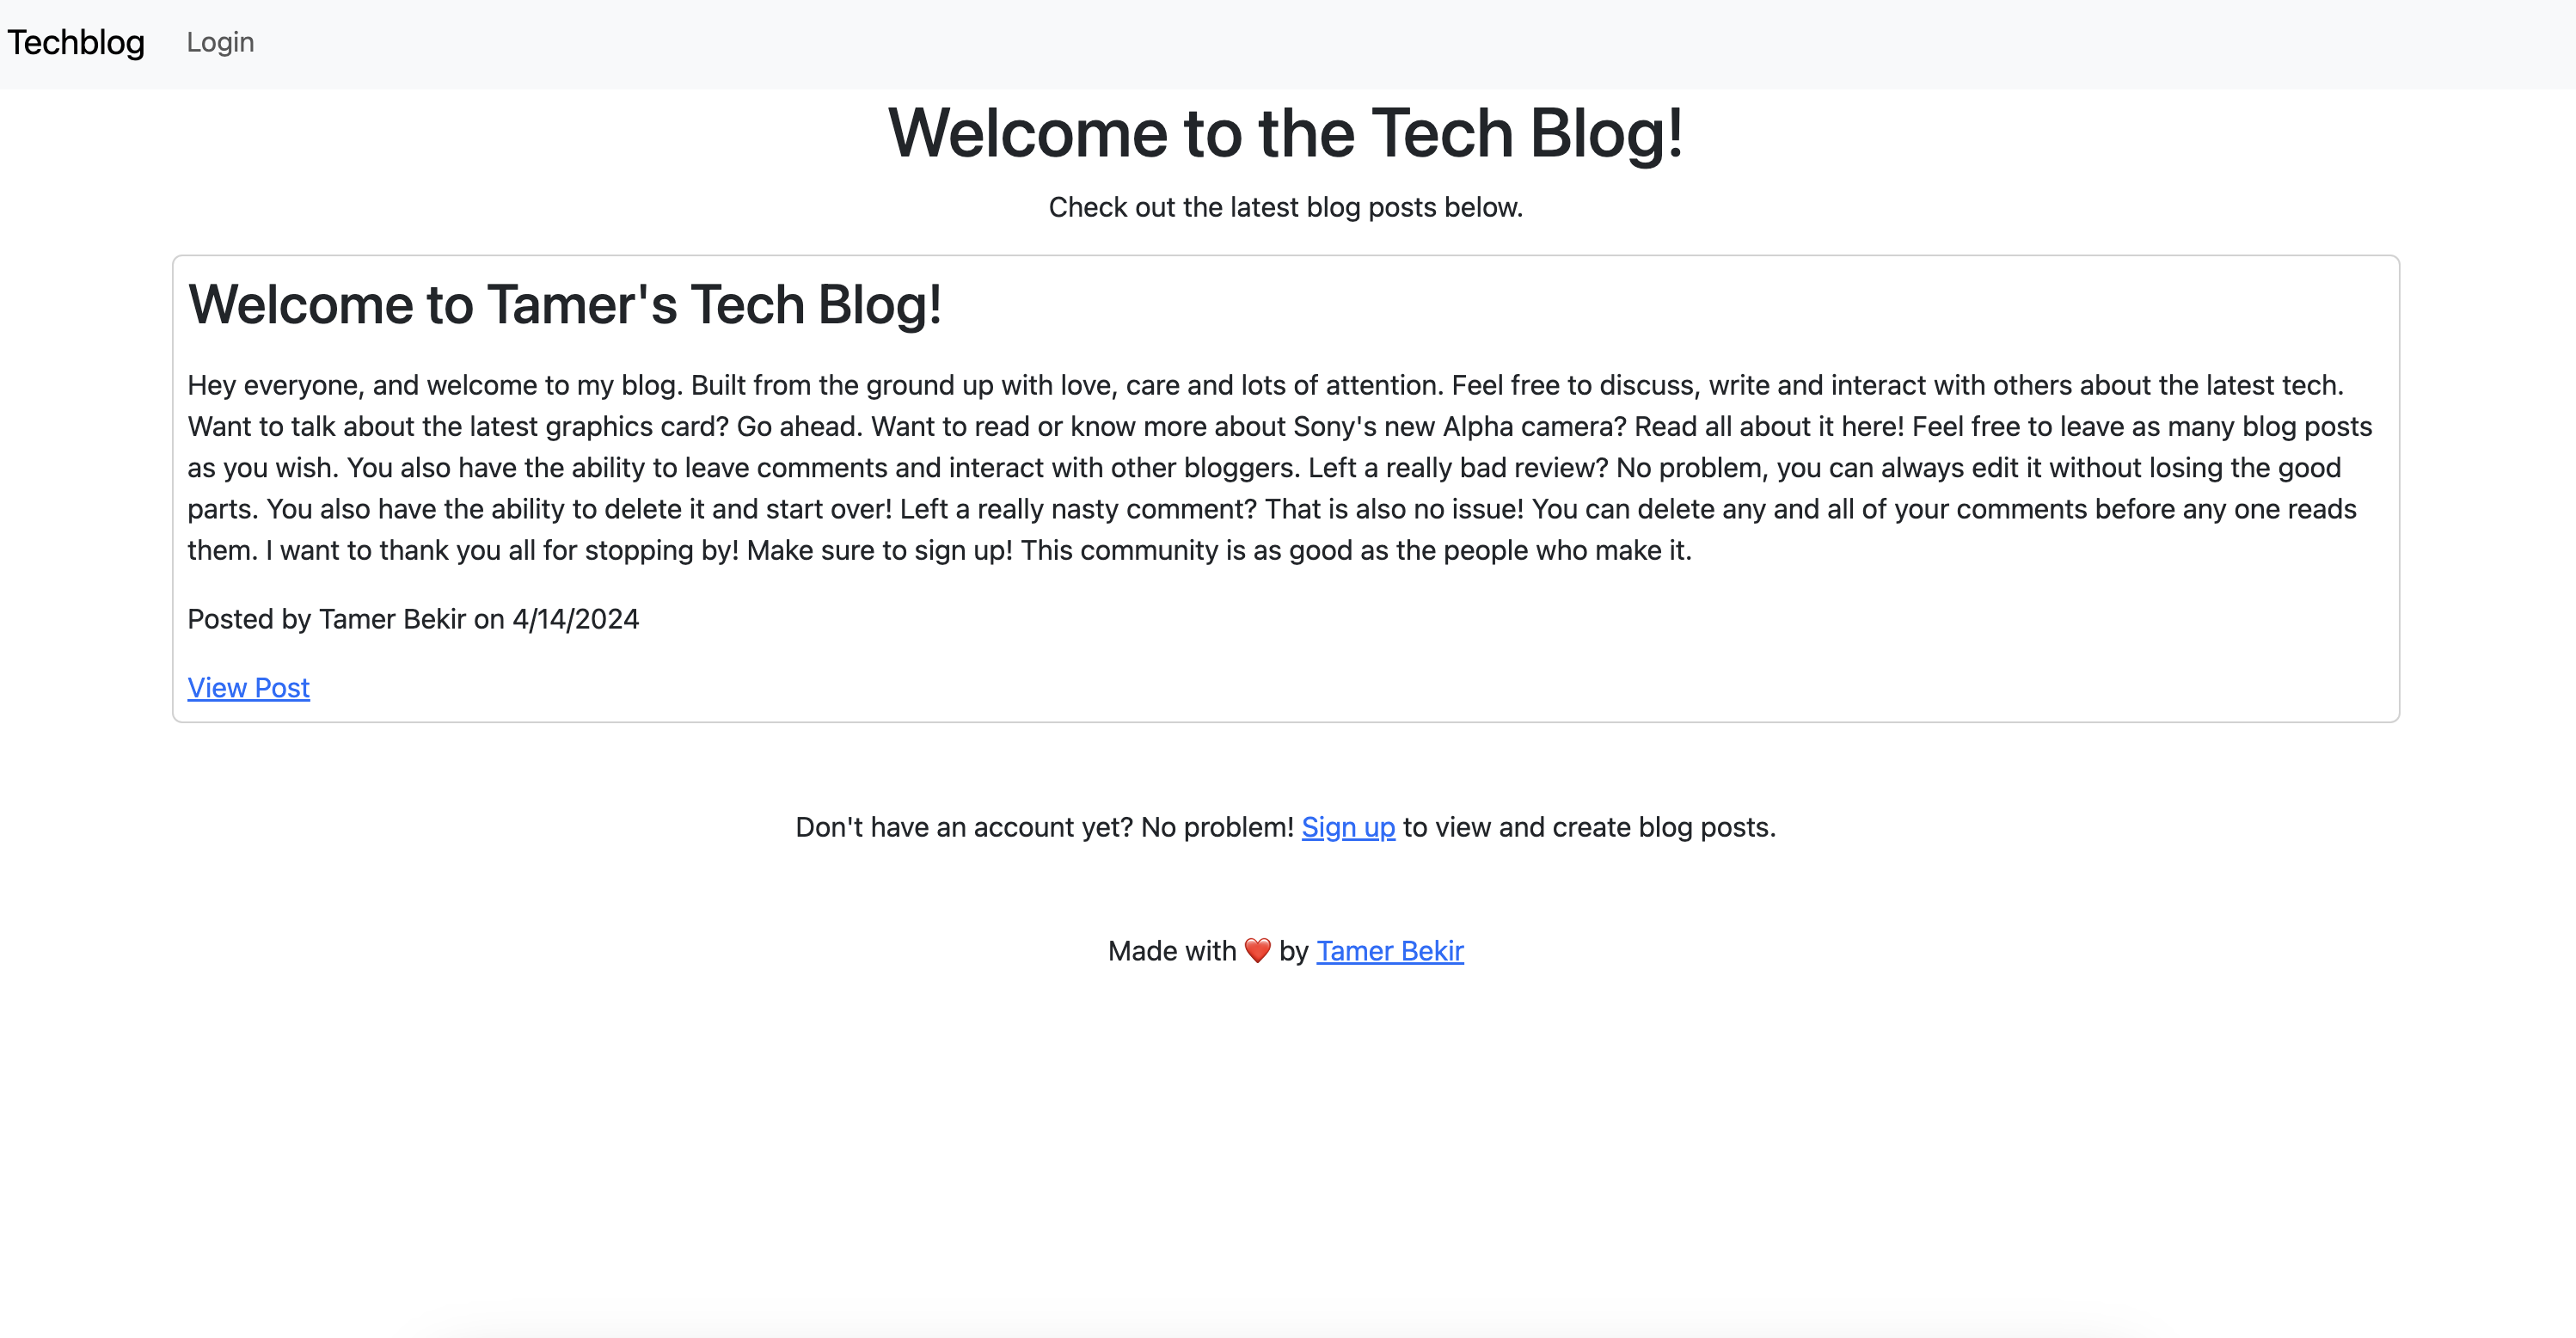 Techblog Login
Welcome to the Tech Blog!
Check out the latest blog posts below.
Welcome to Tamer's Tech Blog!
Hey everyone, and welcome to my blog. Built from the ground up with love, care and lots of attention. Feel free to discuss, write and interact with others about the latest tech.
Want to talk about the latest graphics card? Go ahead. Want to read or know more about Sony's new Alpha camera? Read all about it here! Feel free to leave as many blog posts
as you wish. You also have the ability to leave comments and interact with other bloggers. Left a really bad review? No problem, you can always edit it without losing the good
parts. You also have the ability to delete it and start over! Left a really nasty comment? That is also no issue! You can delete any and all of your comments before any one reads
them. I want to thank you all for stopping by! Make sure to sign up! This community is as good as the people who make it.
Posted by Tamer Bekir on 4/14/2024
View Post
Don't have an account yet? No problem! Sign up to view and create blog posts.
Made with ❤️ by Tamer Bekir